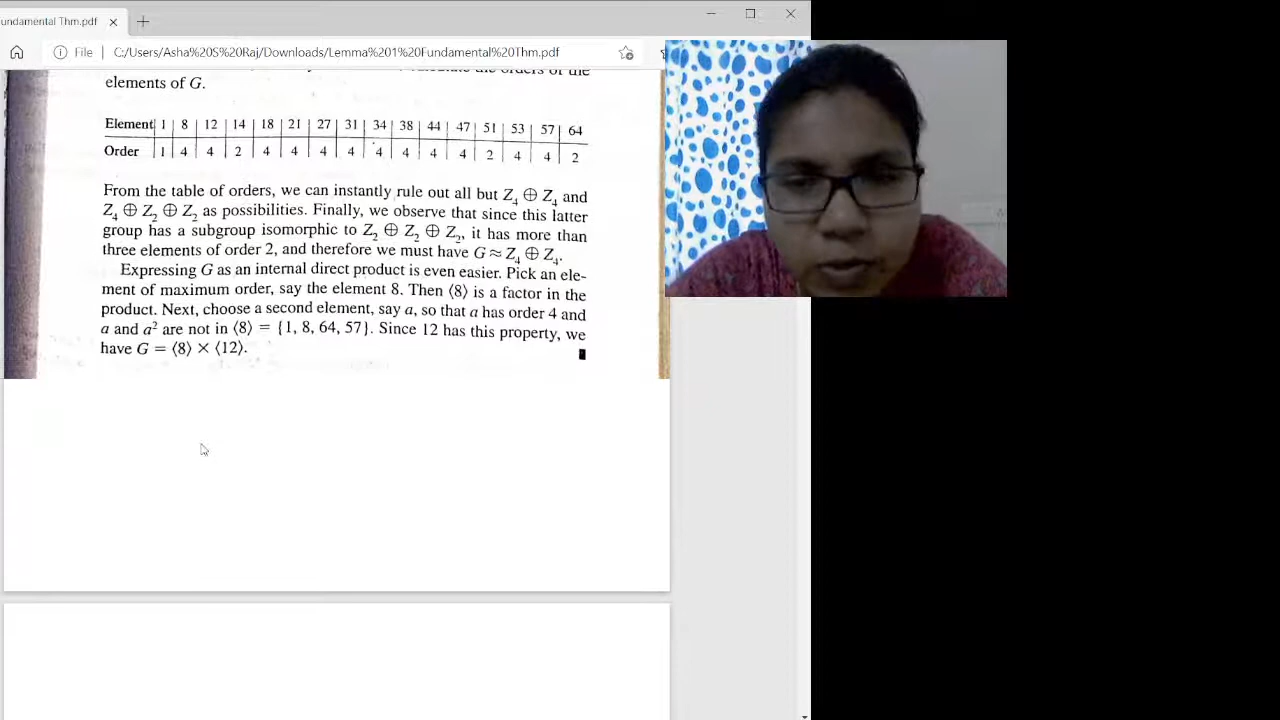 undamental Thm.pdf
File | C:/Users/Asha%20S%20Raj/Downloads/Lemma%201%20Fundamental%20Thm.pdf
the orders of the
elements of G.
Element 1 8 12 14 18 21 27 31 34 38 44 47 51 53 57 64
Order 1 4 4 2 4 4 4 4 4 4 4 4 2 4 4 2
From the table of orders, we can instantly rule out all but Z₄ ⊕ Z₄ and
Z₄ ⊕ Z₂ ⊕ Z₂ as possibilities. Finally, we observe that since this latter
group has a subgroup isomorphic to Z₂ ⊕ Z₂ ⊕ Z₂, it has more than
three elements of order 2, and therefore we must have G ≈ Z₄ ⊕ Z₄.
Expressing G as an internal direct product is even easier. Pick an ele-
ment of maximum order, say the element 8. Then ⟨8⟩ is a factor in the
product. Next, choose a second element, say a, so that a has order 4 and
a and a² are not in ⟨8⟩ = {1, 8, 64, 57}. Since 12 has this property, we
have G = ⟨8⟩ × ⟨12⟩.